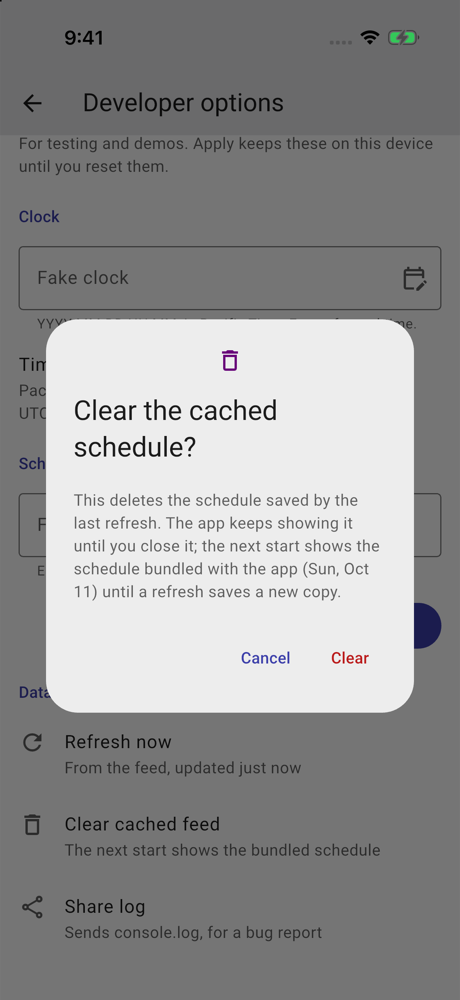 9:41
Developer options
For testing and demos. Apply keeps these on this device
until you reset them.
Clock
Fake clock
Clear the cached
schedule?
This deletes the schedule saved by the
last refresh. The app keeps showing it
until you close it; the next start shows the
schedule bundled with the app (Sun, Oct
11) until a refresh saves a new copy.
Cancel
Clear
Data
Refresh now
From the feed, updated just now
Clear cached feed
The next start shows the bundled schedule
Share log
Sends console.log, for a bug report